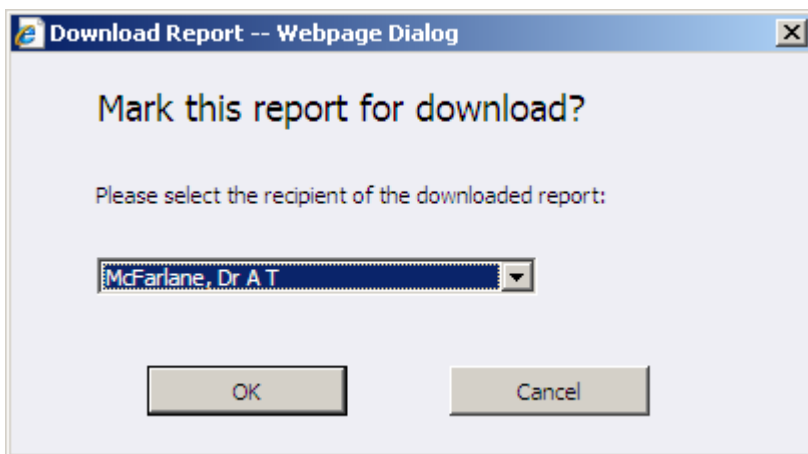 Download Report -- Webpage Dialog
Mark this report for download?
Please select the recipient of the downloaded report:
McFarlane, Dr A T
OK
Cancel